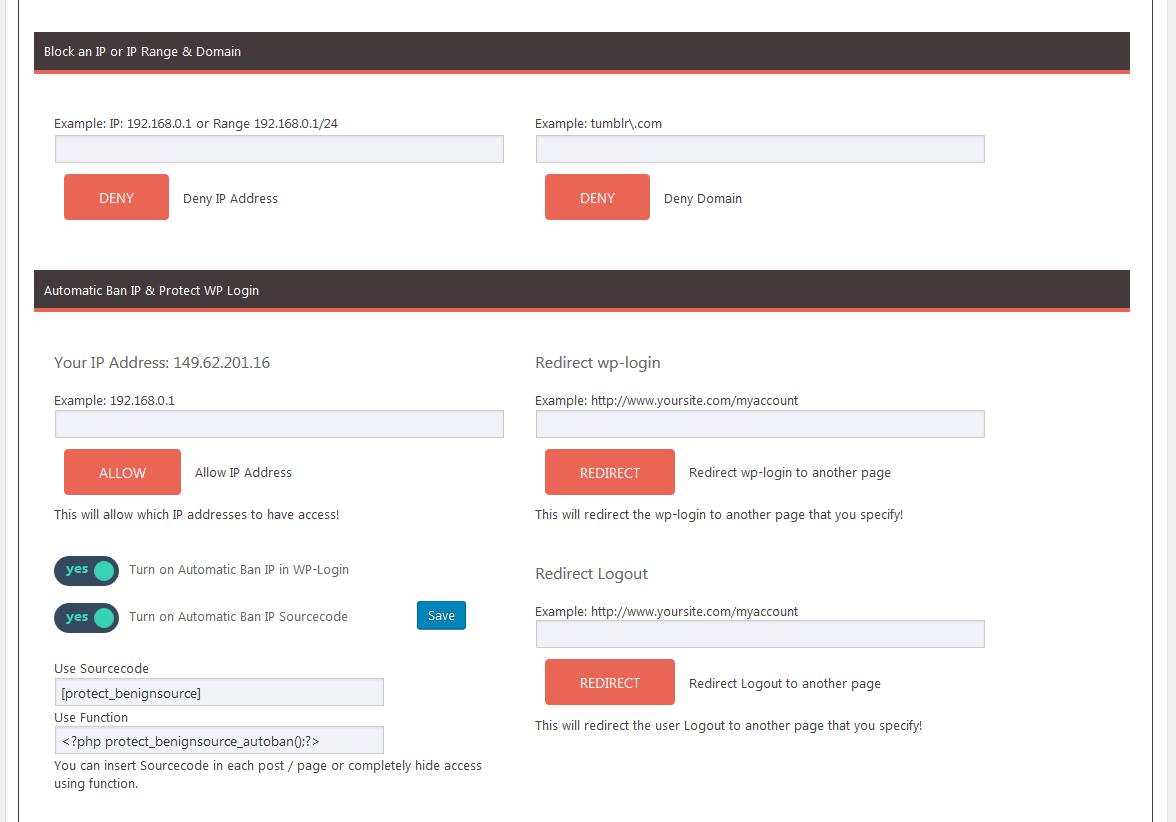 Block an IP or IP Range & Domain
Example: IP: 192.168.0.1 or Range 192.168.0.1/24
DENY Deny IP Address
Example: tumblr\.com
DENY Deny Domain
Automatic Ban IP & Protect WP Login
Your IP Address: 149.62.201.16
Example: 192.168.0.1
ALLOW Allow IP Address
This will allow which IP addresses to have access!
yes Turn on Automatic Ban IP in WP-Login
yes Turn on Automatic Ban IP Sourcecode
Save
Use Sourcecode
[protect_benignsource]
Use Function
<?php protect_benignsource_autoban();?>
You can insert Sourcecode in each post / page or completely hide access
using function.
Redirect wp-login
Example: http://www.yoursite.com/myaccount
REDIRECT Redirect wp-login to another page
This will redirect the wp-login to another page that you specify!
Redirect Logout
Example: http://www.yoursite.com/myaccount
REDIRECT Redirect Logout to another page
This will redirect the user Logout to another page that you specify!